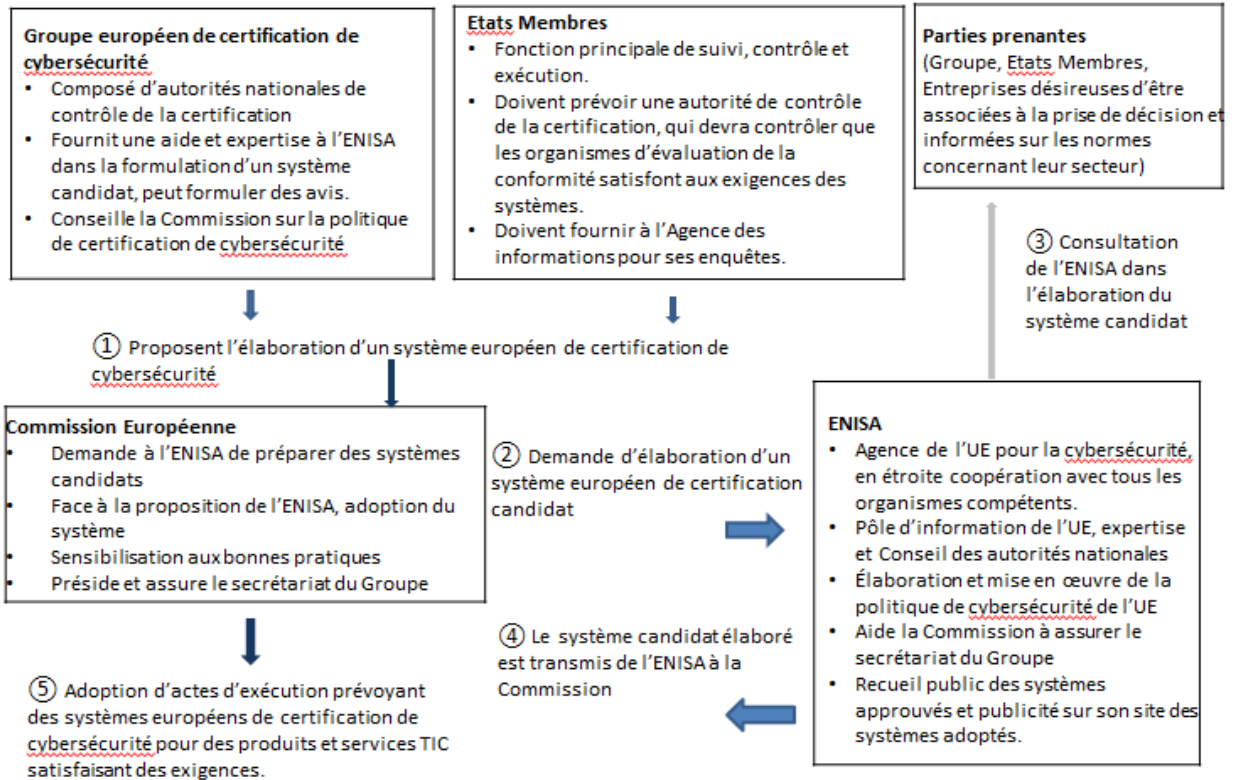 Groupe européen de certification de
cybersécurité
• Composé d'autorités nationales de
contrôle de la certification
• Fournit une aide et expertise à l'ENISA
dans la formulation d'un système
candidat, peut formuler des avis.
• Conseille la Commission sur la politique
de certification de cybersécurité
Etats Membres
• Fonction principale de suivi, contrôle et
exécution.
• Doivent prévoir une autorité de contrôle
de la certification, qui devra contrôler que
les organismes d'évaluation de la
conformité satisfont aux exigences des
systèmes.
• Doivent fournir à l'Agence des
informations pour ses enquêtes.
Parties prenantes
(Groupe, Etats Membres,
Entreprises désireuses d'être
associées à la prise de décision et
informées sur les normes
concernant leur secteur)
① Proposent l'élaboration d'un système européen de certification de
cybersécurité
③ Consultation
de l'ENISA dans
l'élaboration du
système candidat
Commission Européenne
• Demande à l'ENISA de préparer des systèmes
candidats
• Face à la proposition de l'ENISA, adoption du
système
• Sensibilisation aux bonnes pratiques
• Préside et assure le secrétariat du Groupe
② Demande d'élaboration d'un
système européen de certification
candidat
ENISA
• Agence de l'UE pour la cybersécurité,
en étroite coopération avec tous les
organismes compétents.
• Pôle d'information de l'UE, expertise
et Conseil des autorités nationales
• Élaboration et mise en œuvre de la
politique de cybersécurité de l'UE
• Aide la Commission à assurer le
secrétariat du Groupe
• Recueil public des systèmes
approuvés et publicité sur son site des
systèmes adoptés.
④ Le système candidat élaboré
est transmis de l'ENISA à la
Commission
⑤ Adoption d'actes d'exécution prévoyant
des systèmes européens de certification de
cybersécurité pour des produits et services TIC
satisfaisant des exigences.